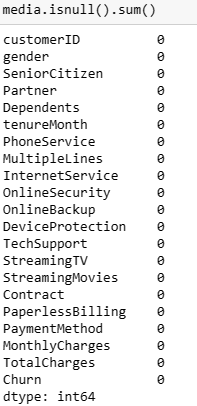 media.isnull().sum()
customerID 0
gender 0
SeniorCitizen 0
Partner 0
Dependents 0
tenureMonth 0
PhoneService 0
MultipleLines 0
InternetService 0
OnlineSecurity 0
OnlineBackup 0
DeviceProtection 0
TechSupport 0
StreamingTV 0
StreamingMovies 0
Contract 0
PaperlessBilling 0
PaymentMethod 0
MonthlyCharges 0
TotalCharges 0
Churn 0
dtype: int64